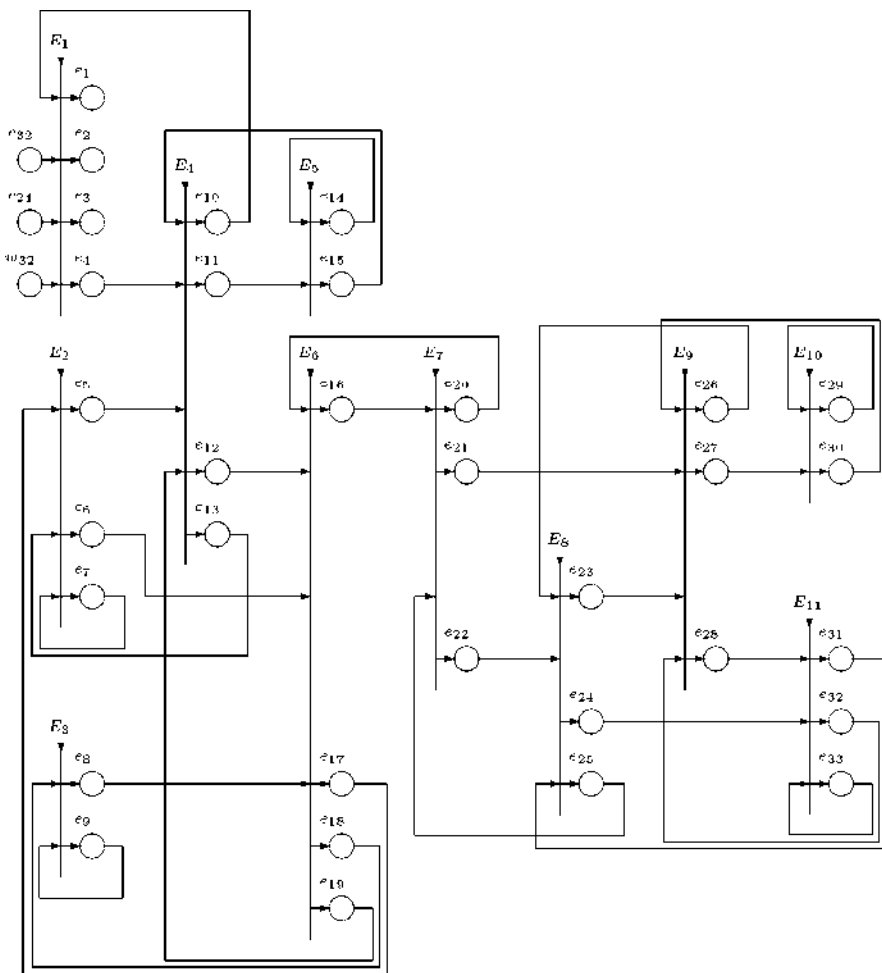 E₁
e₁
e₃₂ e₂
e₂₄ e₃
w₃₂ e₄
E₄ E₅
e₁₀ e₁₄
e₁₁ e₁₅
E₂ E₆ E₇ E₉ E₁₀
e₅ e₁₆ e₂₀ e₂₆ e₂₉
e₁₂ e₂₁ e₂₇ e₃₀
e₆ e₁₃
E₈
e₇ e₂₃
E₁₁
e₂₂ e₂₈ e₃₁
e₂₄ e₃₂
E₃
e₈ e₁₇ e₂₅ e₃₃
e₉ e₁₈
e₁₉